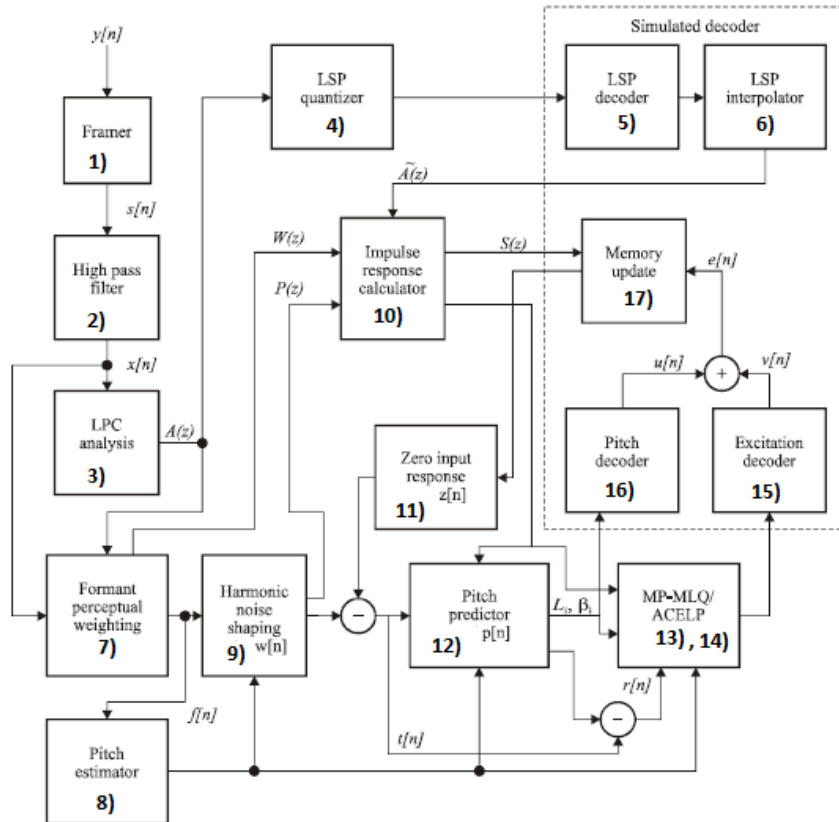 y[n]
Simulated decoder
Framer
1)
LSP
quantizer
4)
LSP
decoder
5)
LSP
interpolator
6)
s[n]
Ã(z)
High pass
filter
2)
W(z)
P(z)
Impulse
response
calculator
10)
S(z)
Memory
update
17)
e[n]
x[n]
LPC
analysis
3)
A(z)
u[n]
+
v[n]
Zero input
response
z[n]
11)
Pitch
decoder
16)
Excitation
decoder
15)
Formant
perceptual
weighting
7)
Harmonic
noise
shaping
9) w[n]
−
Pitch
predictor
12) p[n]
Lᵢ, βᵢ
MP-MLQ/
ACELP
13) , 14)
f[n]
t[n]
−
r[n]
Pitch
estimator
8)